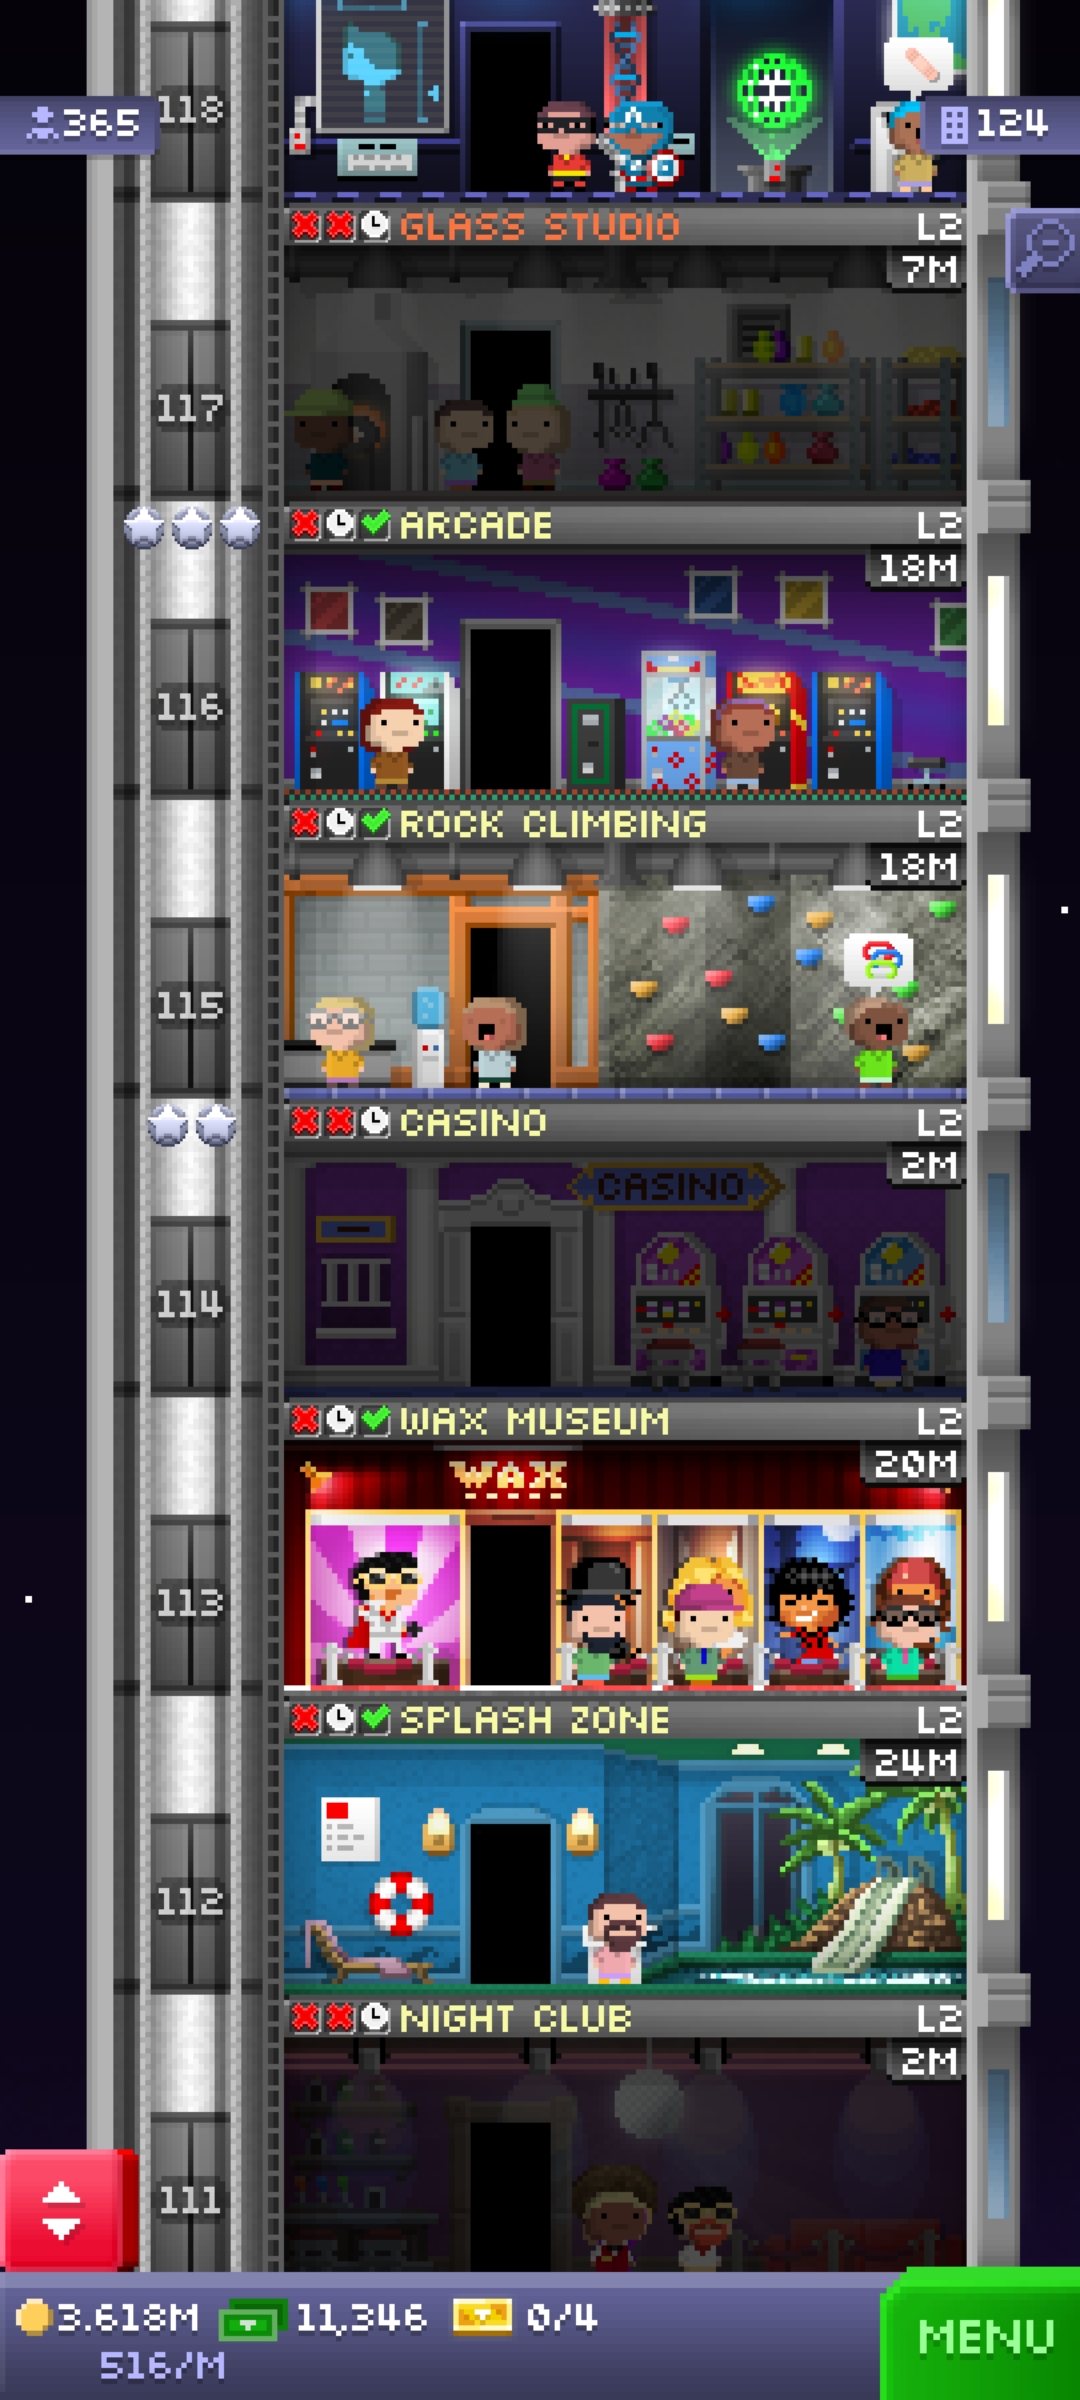 118
365
124
GLASS STUDIO L2
7M
117
ARCADE L2
18M
116
ROCK CLIMBING L2
18M
115
CASINO L2
2M
CASINO
114
WAX MUSEUM L2
20M
WAX
113
SPLASH ZONE L2
24M
112
NIGHT CLUB L2
2M
111
3.618M 11,346 0/4
516/M
MENU